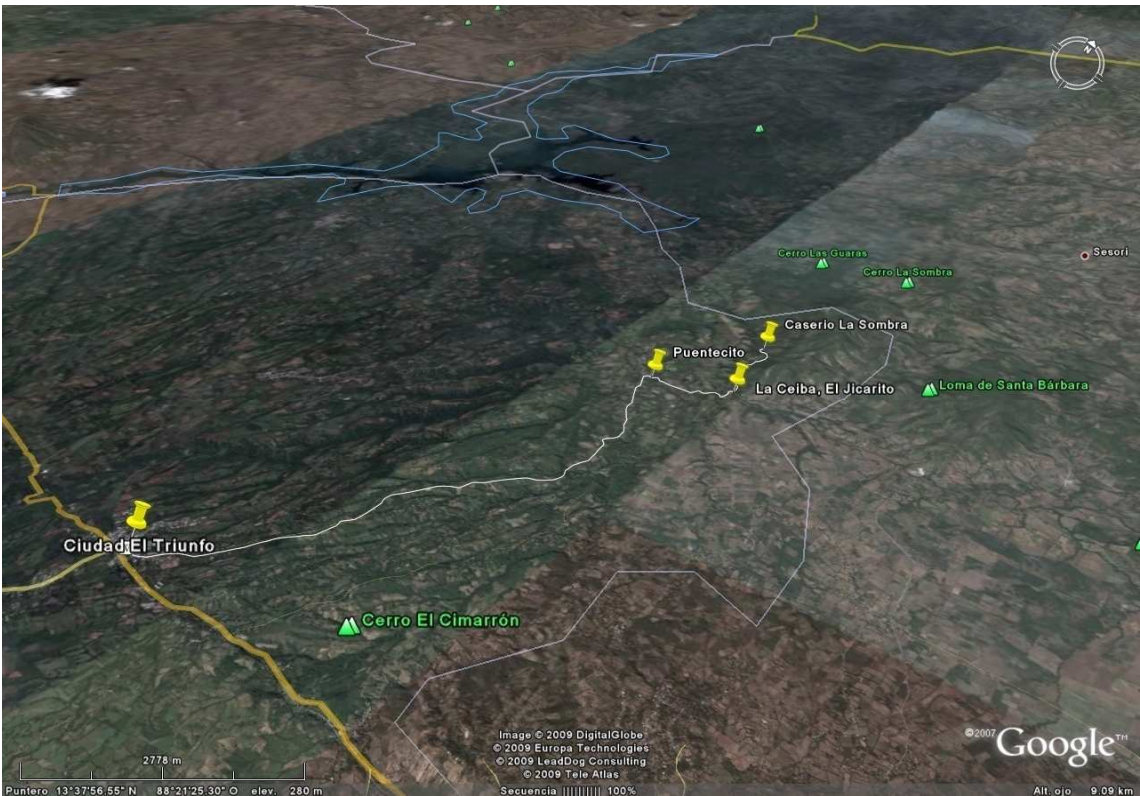 N
Cerro Las Guaras
Sesori
Cerro La Sombra
Caserio La Sombra
Puentecito
La Ceiba, El Jicarito
Loma de Santa Bárbara
Ciudad El Triunfo
Cerro El Cimarrón
Image © 2009 DigitalGlobe
© 2009 Europa Technologies
© 2009 LeadDog Consulting
© 2009 Tele Atlas
©2007 Google™
2778 m
Puntero 13°37'56.55" N 88°21'25.30" O elev. 280 m
Secuencia |||||||||| 100%
Alt. ojo 9.09 km